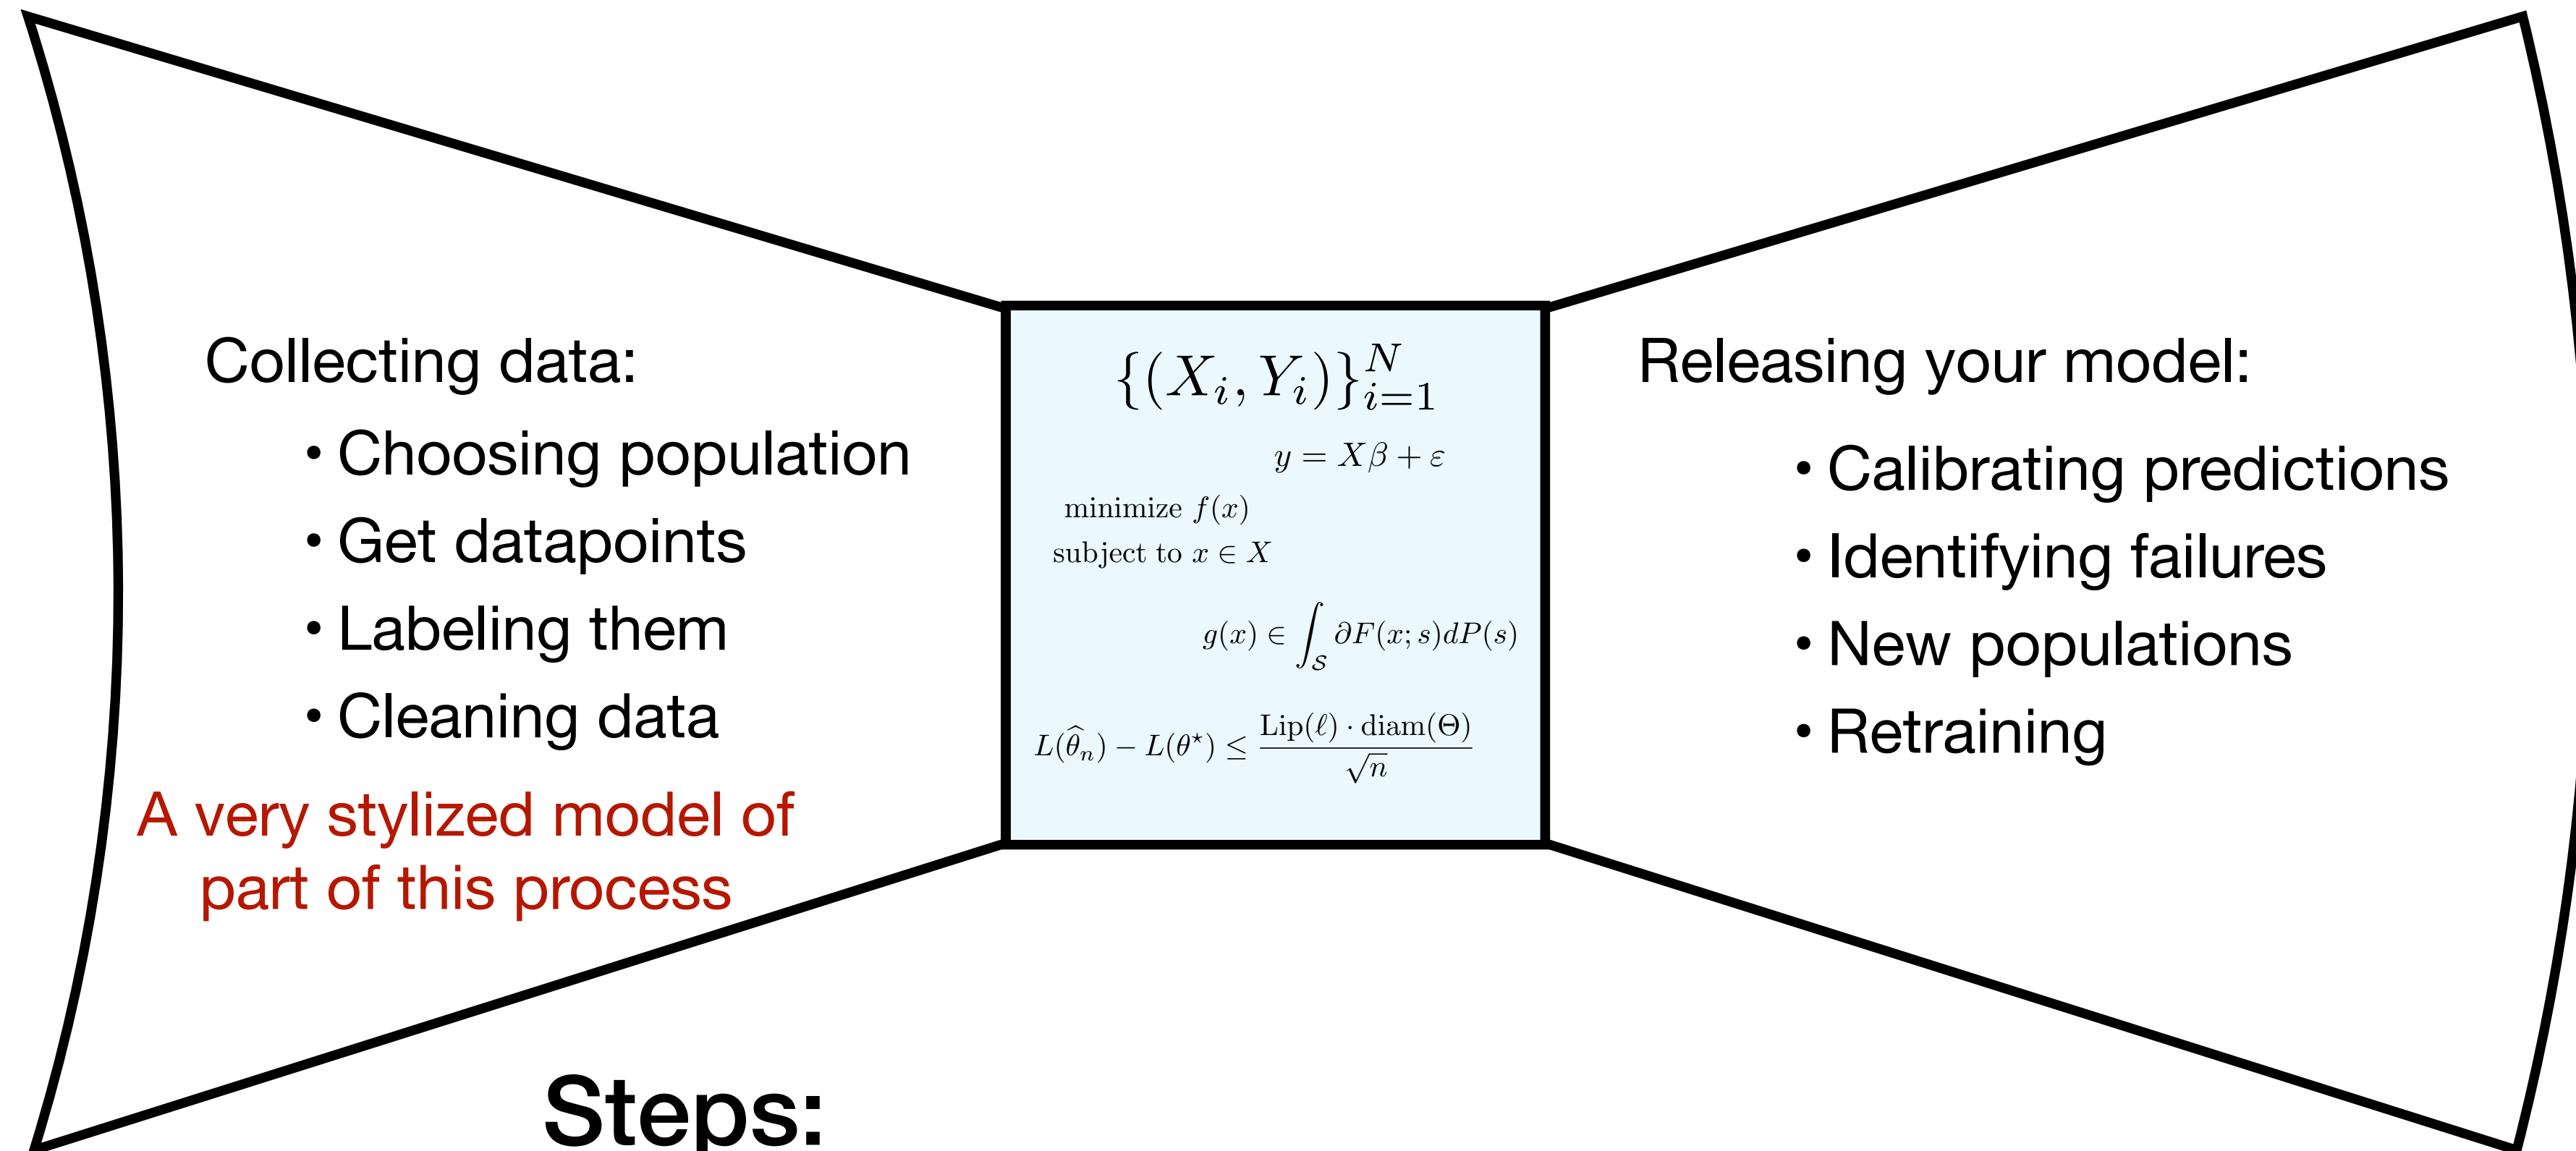 Collecting data:
• Choosing population
• Get datapoints
• Labeling them
• Cleaning data
A very stylized model of
part of this process
{(X_i, Y_i)}_{i=1}^N
y = Xβ + ε
minimize f(x)
subject to x ∈ X
g(x) ∈ ∫_𝒮 ∂F(x; s)dP(s)
L(θ̂_n) − L(θ⋆) ≤ Lip(ℓ) · diam(Θ) / √n
Releasing your model:
• Calibrating predictions
• Identifying failures
• New populations
• Retraining
Steps: